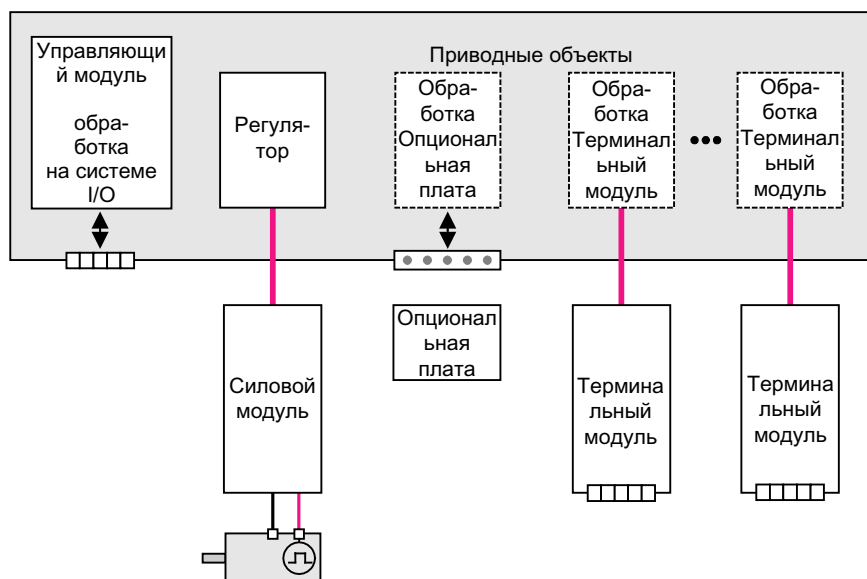 Приводные объекты
Управляющи
й модуль
обра-
ботка
на системе
I/O
Регуля-
тор
Обра-
ботка
Опционал
ьная
плата
Обра-
ботка
Терминал
ьный
модуль
Обра-
ботка
Терминал
ьный
модуль
Силовой
модуль
Опционал
ьная
плата
Термина
льный
модуль
Термина
льный
модуль